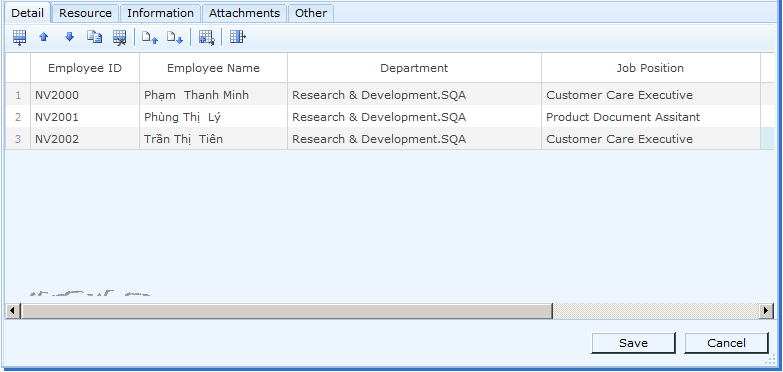 Detail Resource Information Attachments Other
Employee ID Employee Name Department Job Position
1 NV2000 Phạm Thanh Minh Research & Development.SQA Customer Care Executive
2 NV2001 Phùng Thị Lý Research & Development.SQA Product Document Assitant
3 NV2002 Trần Thị Tiên Research & Development.SQA Customer Care Executive
Save Cancel